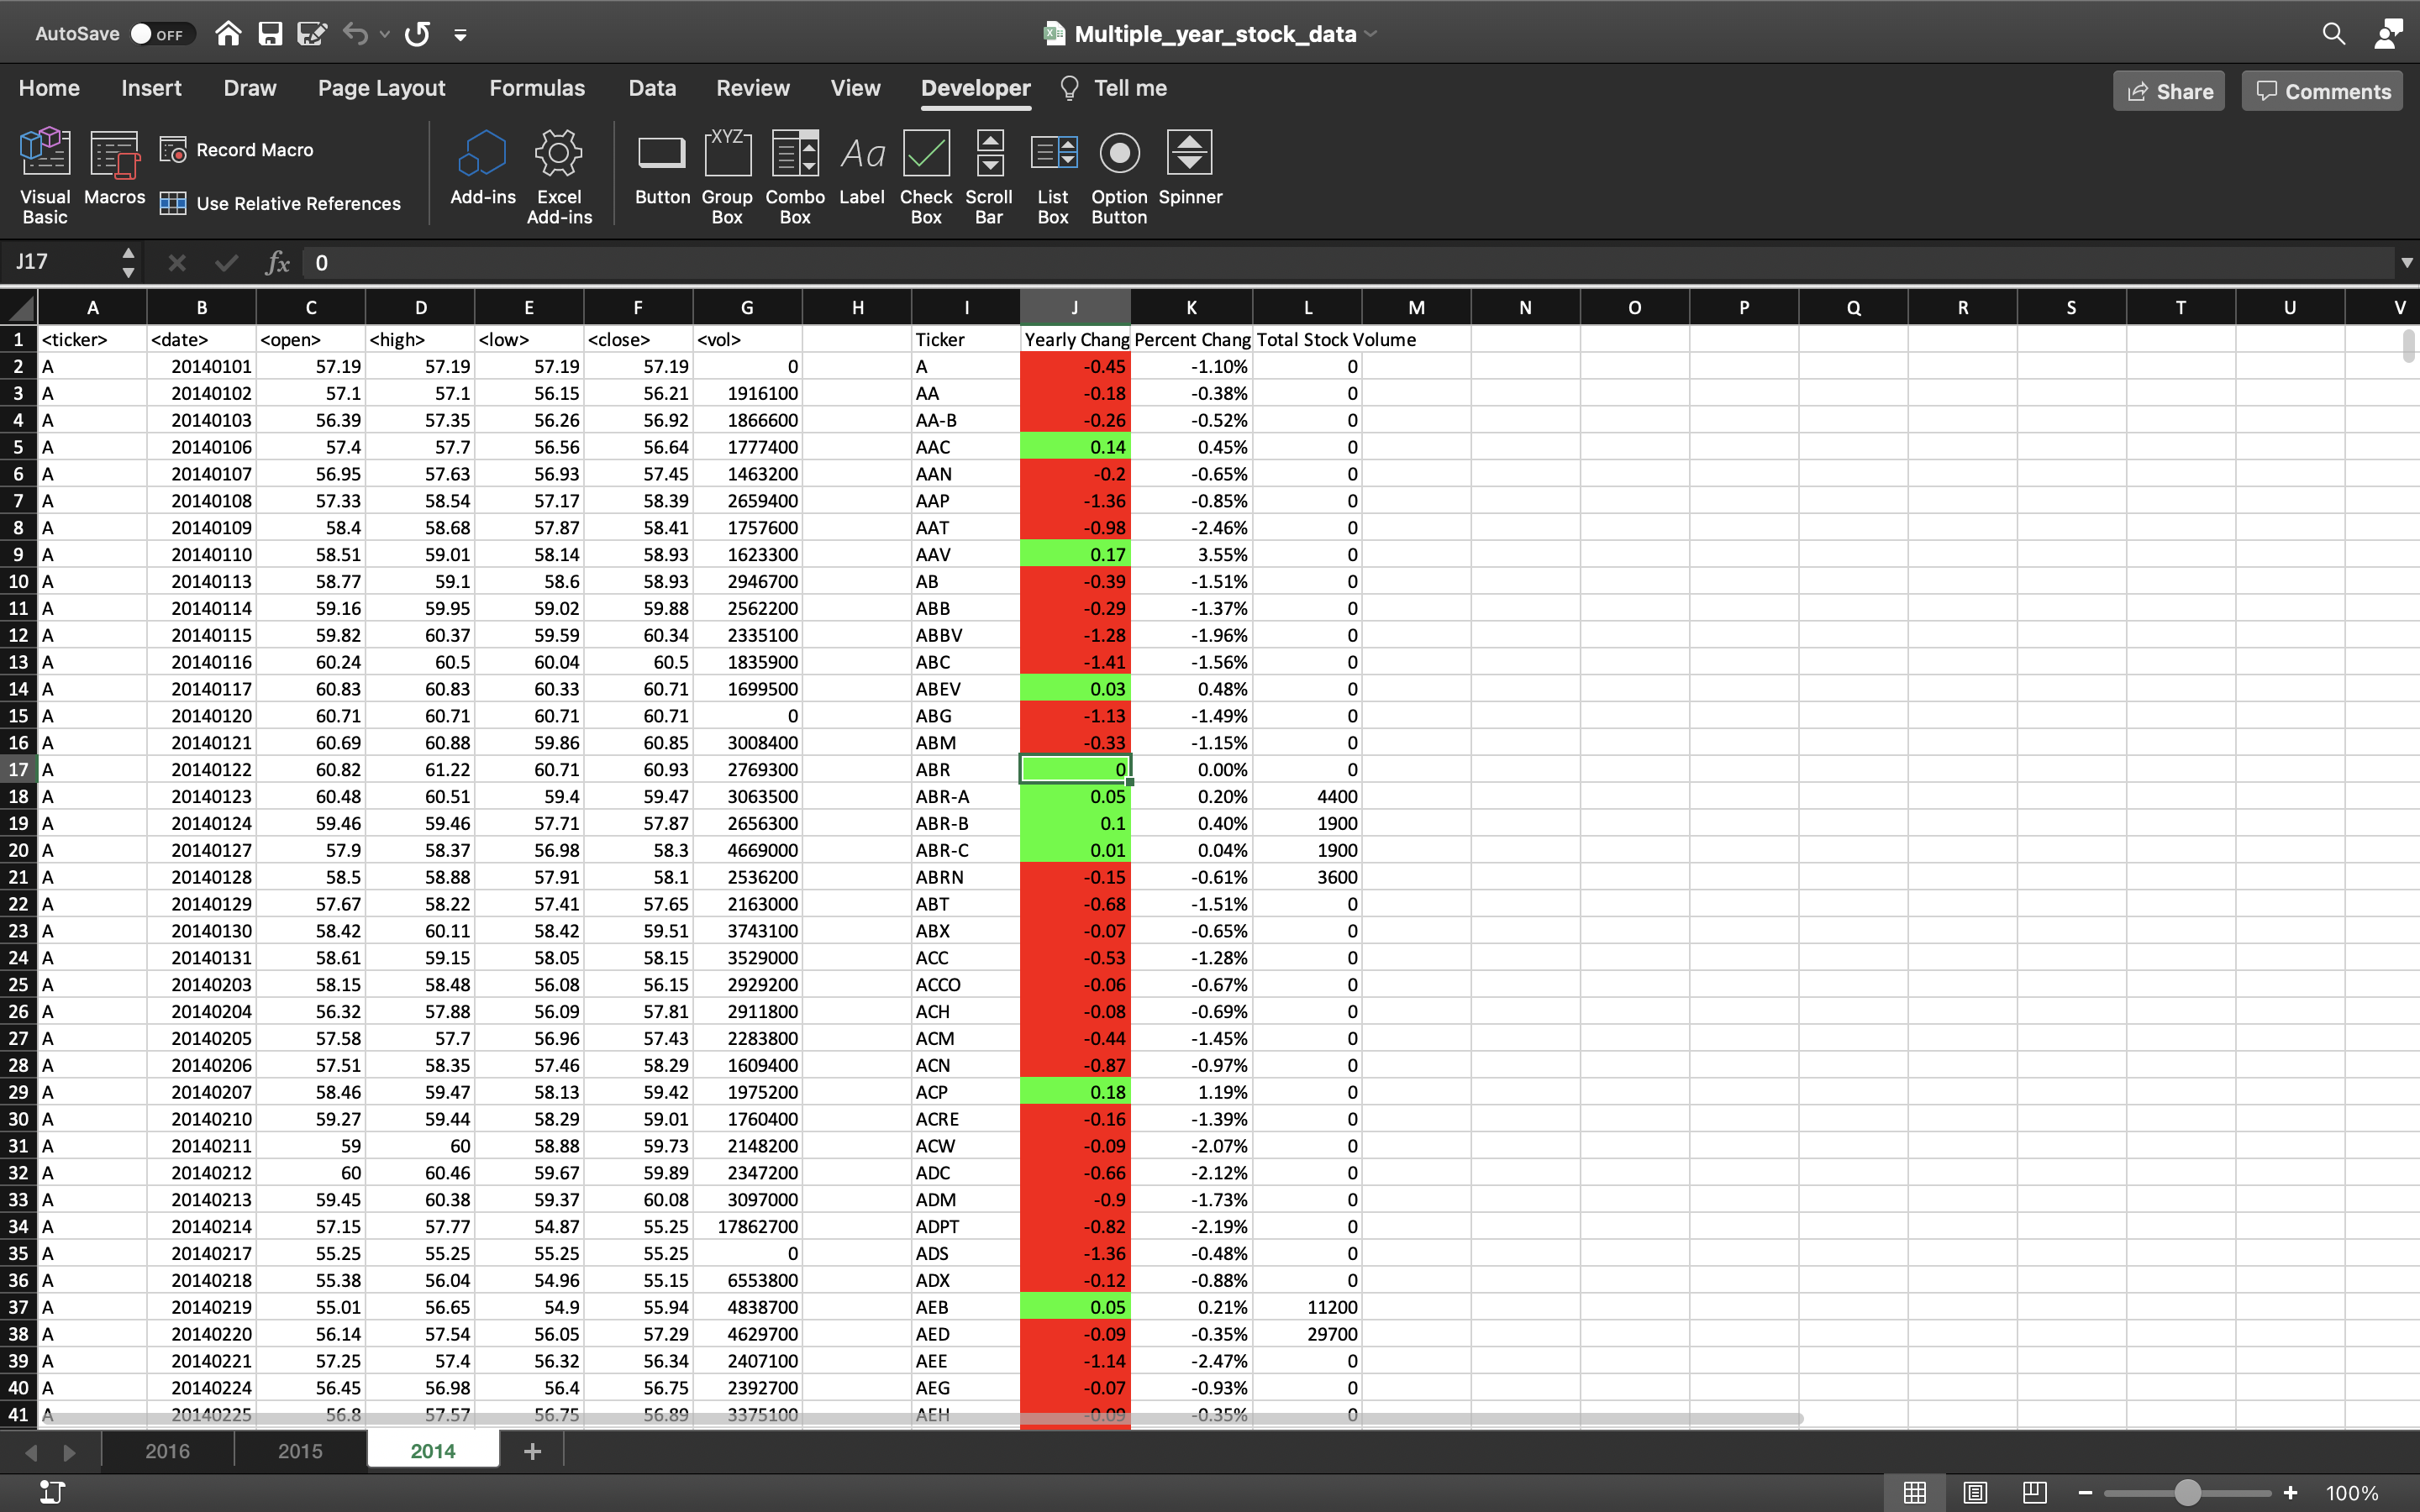 AutoSave OFF Multiple_year_stock_data
Home Insert Draw Page Layout Formulas Data Review View Developer Tell me Share Comments
Visual Basic Macros Record Macro Use Relative References Add-ins Excel Add-ins Button Group Box Combo Box Label Check Box Scroll Bar List Box Option Button Spinner
XYZ Aa
J17 fx 0
A B C D E F G H I J K L M N O P Q R S T U V
1 <ticker> <date> <open> <high> <low> <close> <vol> Ticker Yearly Chang Percent Chang Total Stock Volume
2 A 20140101 57.19 57.19 57.19 57.19 0 A -0.45 -1.10% 0
3 A 20140102 57.1 57.1 56.15 56.21 1916100 AA -0.18 -0.38% 0
4 A 20140103 56.39 57.35 56.26 56.92 1866600 AA-B -0.26 -0.52% 0
5 A 20140106 57.4 57.7 56.56 56.64 1777400 AAC 0.14 0.45% 0
6 A 20140107 56.95 57.63 56.93 57.45 1463200 AAN -0.2 -0.65% 0
7 A 20140108 57.33 58.54 57.17 58.39 2659400 AAP -1.36 -0.85% 0
8 A 20140109 58.4 58.68 57.87 58.41 1757600 AAT -0.98 -2.46% 0
9 A 20140110 58.51 59.01 58.14 58.93 1623300 AAV 0.17 3.55% 0
10 A 20140113 58.77 59.1 58.6 58.93 2946700 AB -0.39 -1.51% 0
11 A 20140114 59.16 59.95 59.02 59.88 2562200 ABB -0.29 -1.37% 0
12 A 20140115 59.82 60.37 59.59 60.34 2335100 ABBV -1.28 -1.96% 0
13 A 20140116 60.24 60.5 60.04 60.5 1835900 ABC -1.41 -1.56% 0
14 A 20140117 60.83 60.83 60.33 60.71 1699500 ABEV 0.03 0.48% 0
15 A 20140120 60.71 60.71 60.71 60.71 0 ABG -1.13 -1.49% 0
16 A 20140121 60.69 60.88 59.86 60.85 3008400 ABM -0.33 -1.15% 0
17 A 20140122 60.82 61.22 60.71 60.93 2769300 ABR 0 0.00% 0
18 A 20140123 60.48 60.51 59.4 59.47 3063500 ABR-A 0.05 0.20% 4400
19 A 20140124 59.46 59.46 57.71 57.87 2656300 ABR-B 0.1 0.40% 1900
20 A 20140127 57.9 58.37 56.98 58.3 4669000 ABR-C 0.01 0.04% 1900
21 A 20140128 58.5 58.88 57.91 58.1 2536200 ABRN -0.15 -0.61% 3600
22 A 20140129 57.67 58.22 57.41 57.65 2163000 ABT -0.68 -1.51% 0
23 A 20140130 58.42 60.11 58.42 59.51 3743100 ABX -0.07 -0.65% 0
24 A 20140131 58.61 59.15 58.05 58.15 3529000 ACC -0.53 -1.28% 0
25 A 20140203 58.15 58.48 56.08 56.15 2929200 ACCO -0.06 -0.67% 0
26 A 20140204 56.32 57.88 56.09 57.81 2911800 ACH -0.08 -0.69% 0
27 A 20140205 57.58 57.7 56.96 57.43 2283800 ACM -0.44 -1.45% 0
28 A 20140206 57.51 58.35 57.46 58.29 1609400 ACN -0.87 -0.97% 0
29 A 20140207 58.46 59.47 58.13 59.42 1975200 ACP 0.18 1.19% 0
30 A 20140210 59.27 59.44 58.29 59.01 1760400 ACRE -0.16 -1.39% 0
31 A 20140211 59 60 58.88 59.73 2148200 ACW -0.09 -2.07% 0
32 A 20140212 60 60.46 59.67 59.89 2347200 ADC -0.66 -2.12% 0
33 A 20140213 59.45 60.38 59.37 60.08 3097000 ADM -0.9 -1.73% 0
34 A 20140214 57.15 57.77 54.87 55.25 17862700 ADPT -0.82 -2.19% 0
35 A 20140217 55.25 55.25 55.25 55.25 0 ADS -1.36 -0.48% 0
36 A 20140218 55.38 56.04 54.96 55.15 6553800 ADX -0.12 -0.88% 0
37 A 20140219 55.01 56.65 54.9 55.94 4838700 AEB 0.05 0.21% 11200
38 A 20140220 56.14 57.54 56.05 57.29 4629700 AED -0.09 -0.35% 29700
39 A 20140221 57.25 57.4 56.32 56.34 2407100 AEE -1.14 -2.47% 0
40 A 20140224 56.45 56.98 56.4 56.75 2392700 AEG -0.07 -0.93% 0
41 A 20140225 56.8 57.57 56.75 56.89 3375100 AEH -0.09 -0.35% 0
2016 2015 2014
100%